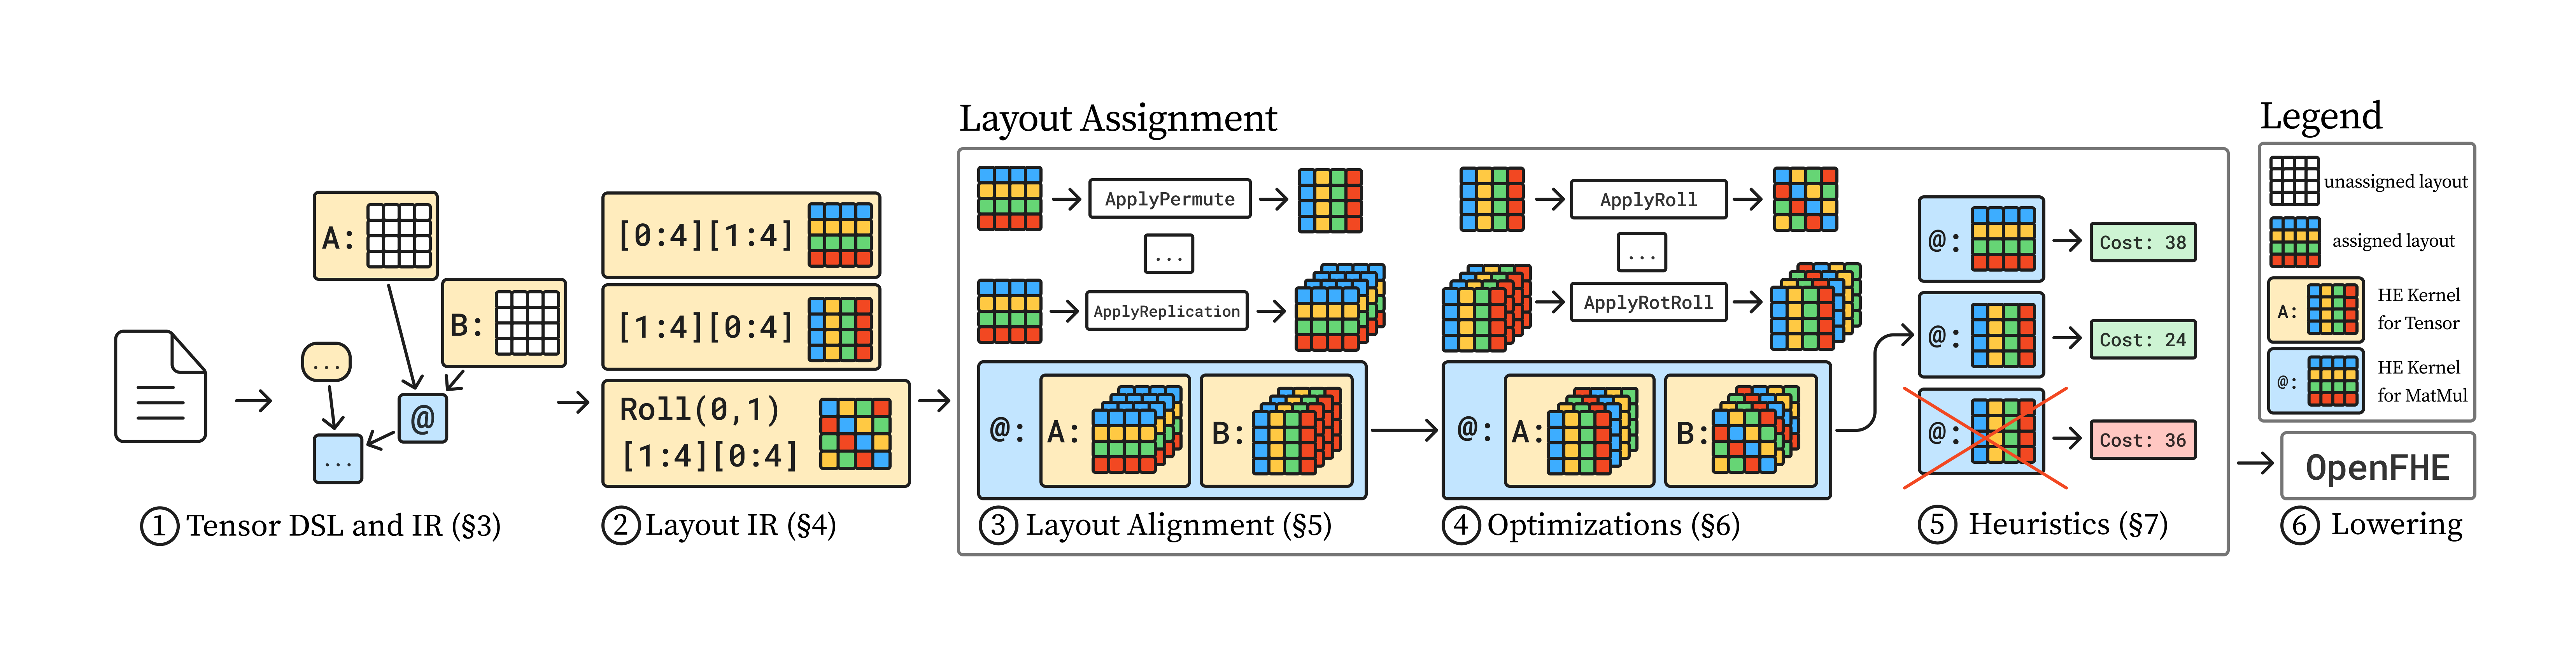 A:
B:
...
@
...
① Tensor DSL and IR (§3)
[0:4][1:4]
[1:4][0:4]
Roll(0,1)
[1:4][0:4]
② Layout IR (§4)
Layout Assignment
ApplyPermute
...
ApplyReplication
@: A: B:
③ Layout Alignment (§5)
ApplyRoll
...
ApplyRotRoll
@: A: B:
④ Optimizations (§6)
@: Cost: 38
@: Cost: 24
@: Cost: 36
⑤ Heuristics (§7)
Legend
unassigned layout
assigned layout
A: HE Kernel
for Tensor
@: HE Kernel
for MatMul
OpenFHE
⑥ Lowering